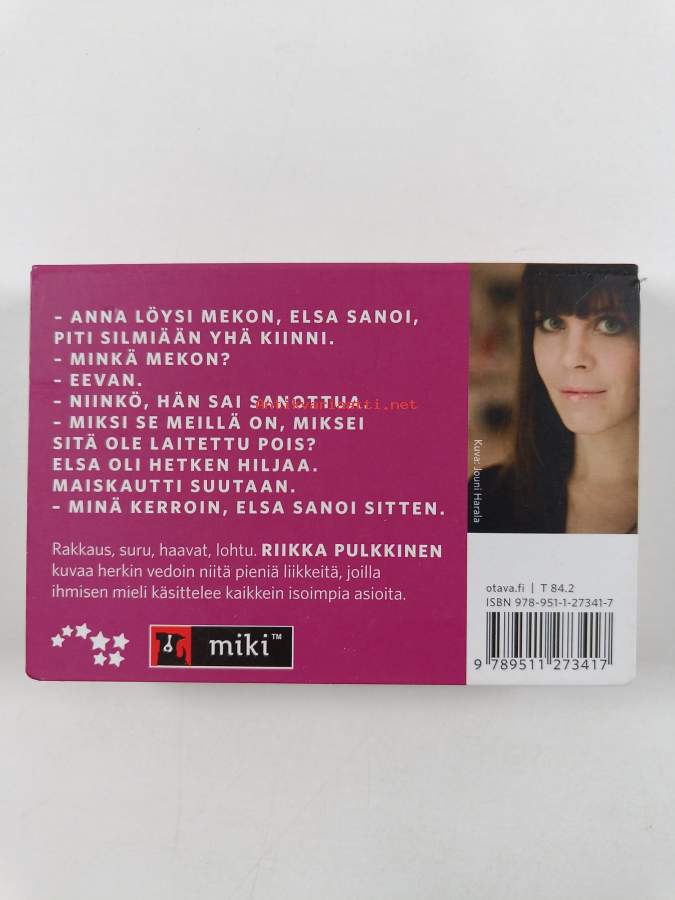 – ANNA LÖYSI MEKON, ELSA SANOI,
PITI SILMIÄÄN YHÄ KIINNI.
– MINKÄ MEKON?
– EEVAN.
– NIINKÖ, HÄN SAI SANOTTUA.
Antikvariaatti.net
– MIKSI SE MEILLÄ ON, MIKSEI
SITÄ OLE LAITETTU POIS?
ELSA OLI HETKEN HILJAA.
MAISKAUTTI SUUTAAN.
– MINÄ KERROIN, ELSA SANOI SITTEN.
Rakkaus, suru, haavat, lohtu. RIIKKA PULKKINEN
kuvaa herkin vedoin niitä pieniä liikkeitä, joilla
ihmisen mieli käsittelee kaikkein isoimpia asioita.
miki™
Kuva: Jouni Harala
otava.fi | T 84.2
ISBN 978-951-1-27341-7
9 789511 273417